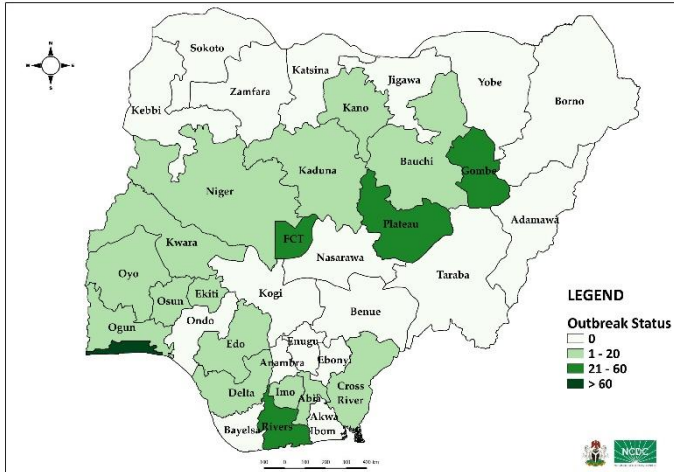 Sokoto
Katsina
Jigawa
Yobe
Borno
Kebbi
Zamfara
Kano
Kaduna
Bauchi
Gombe
Niger
Adamawa
Plateau
FCT
Nasarawa
Taraba
Kwara
Oyo
Osun
Ekiti
Kogi
Benue
Ogun
Ondo
Edo
Enugu
Ebony
Anambra
Delta
Imo
Abia
Cross
River
Bayelsa
Rivers
Akwa
Ibom
LEGEND
Outbreak Status
0
1 - 20
21 - 60
> 60
NCDC